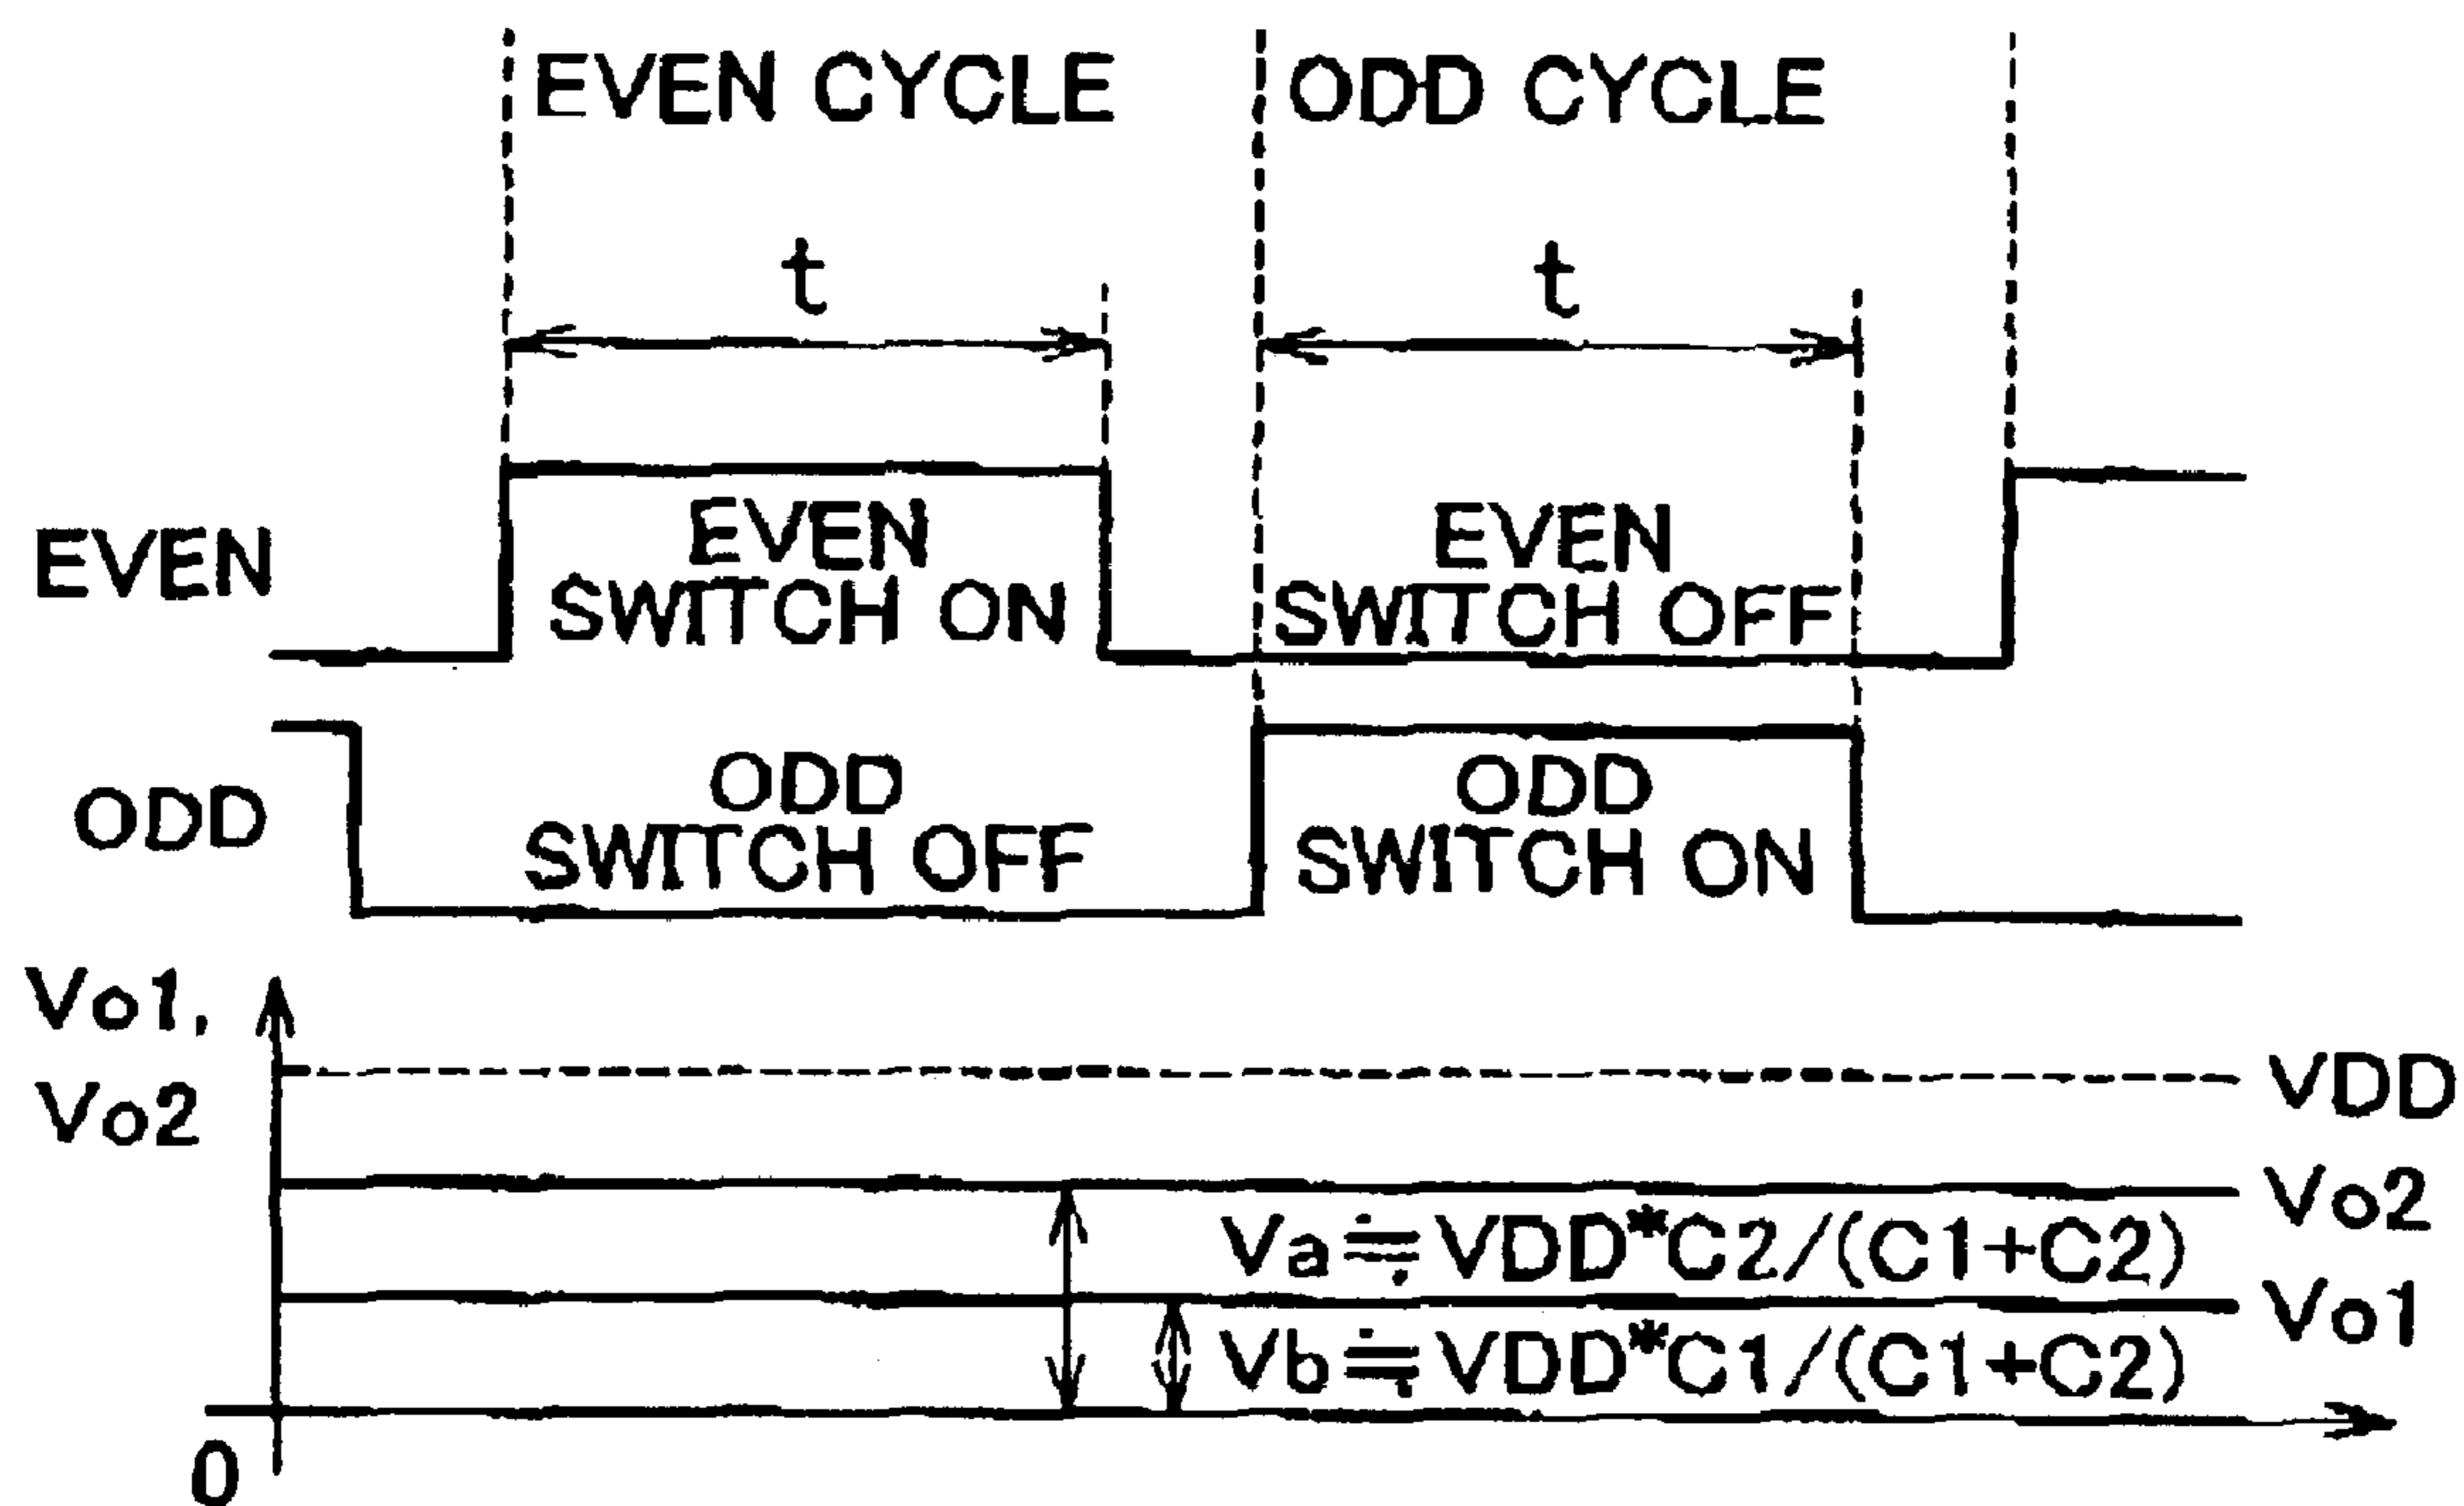 EVEN CYCLE
ODD CYCLE
t
t
EVEN
EVEN
SWITCH ON
EVEN
SWITCH OFF
ODD
ODD
SWITCH OFF
ODD
SWITCH ON
Vo1,
Vo2
VDD
Vo2
Va≒VDD*C2/(C1+C2)
Vo1
Vb≒VDD*C1/(C1+C2)
0